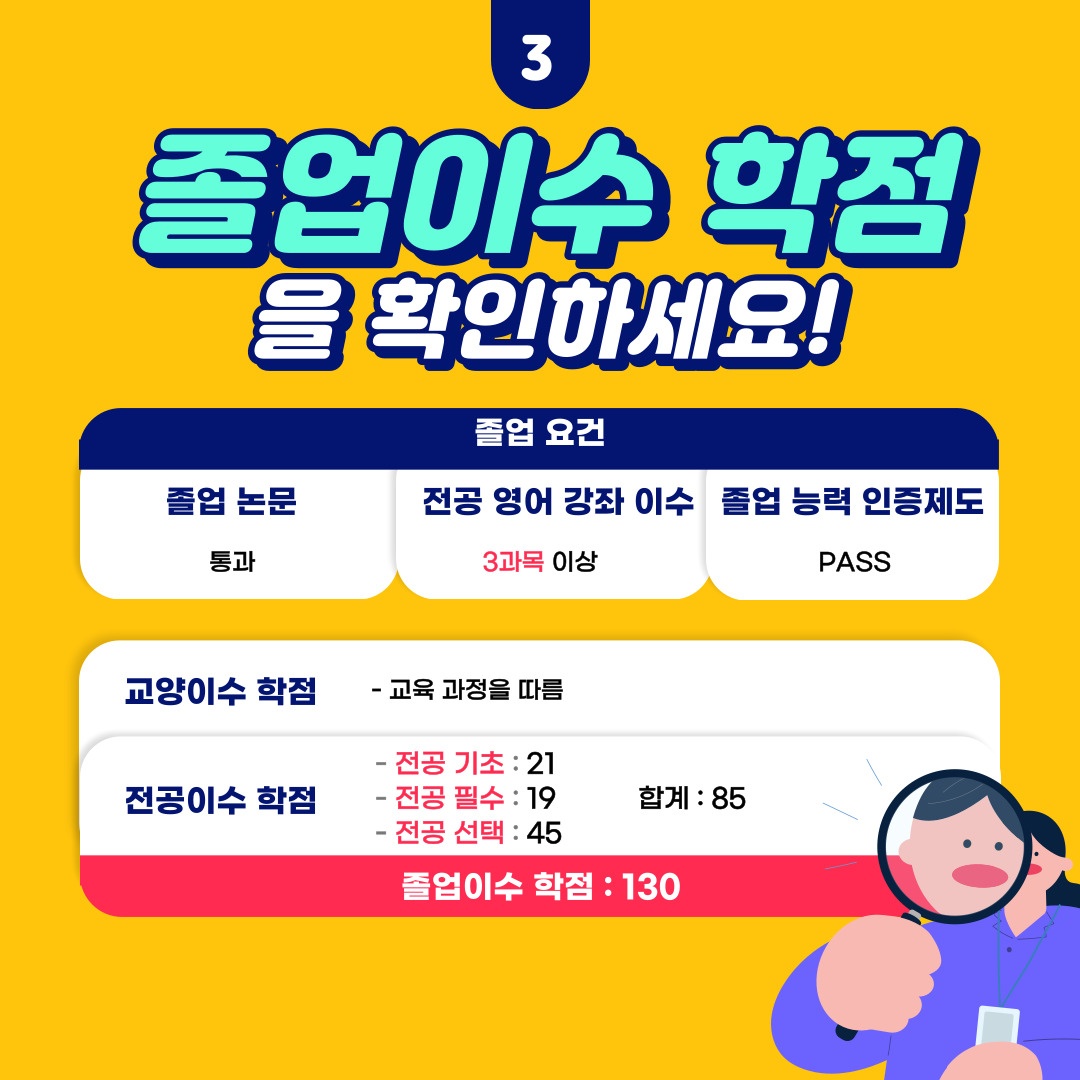 3
졸업이수 학점
을 확인하세요!
졸업 요건
졸업 논문
통과
전공 영어 강좌 이수
3과목 이상
졸업 능력 인증제도
PASS
교양이수 학점
- 교육 과정을 따름
전공이수 학점
- 전공 기초 : 21
- 전공 필수 : 19
- 전공 선택 : 45
합계 : 85
졸업이수 학점 : 130